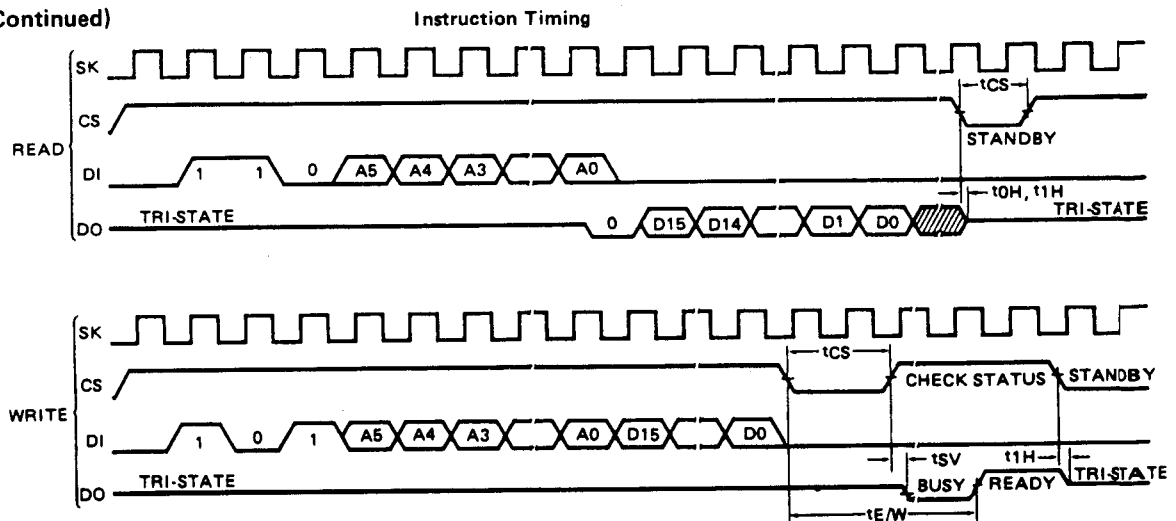 Continued)
Instruction Timing
READ
SK
CS
tCS
STANDBY
DI
1 1 0 A5 A4 A3 A0
t0H, t1H
DO
TRI-STATE
0 D15 D14 D1 D0
TRI-STATE
WRITE
SK
CS
tCS
CHECK STATUS
STANDBY
DI
1 0 1 A5 A4 A3 A0 D15 D0
tSV
t1H
DO
TRI-STATE
BUSY
READY
TRI-STATE
tE/W